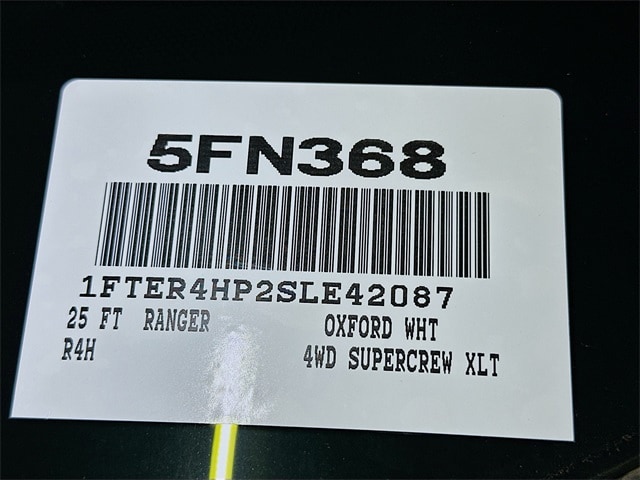 5FN368
1FTER4HP2SLE42087
25 FT RANGER OXFORD WHT
R4H 4WD SUPERCREW XLT